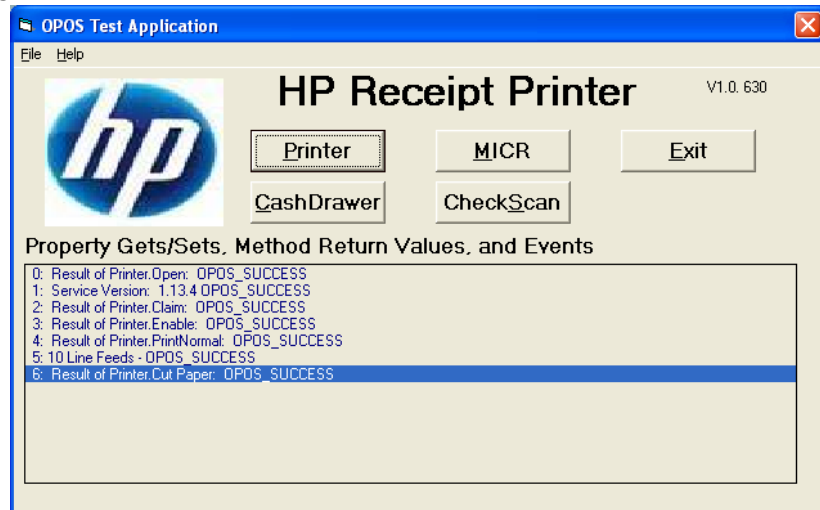 OPOS Test Application
File Help
hp
HP Receipt Printer
V1.0. 630
Printer
MICR
Exit
CashDrawer
CheckScan
Property Gets/Sets, Method Return Values, and Events
0: Result of Printer.Open: OPOS_SUCCESS
1: Service Version: 1.13.4 OPOS_SUCCESS
2: Result of Printer.Claim: OPOS_SUCCESS
3: Result of Printer.Enable: OPOS_SUCCESS
4: Result of Printer.PrintNormal: OPOS_SUCCESS
5: 10 Line Feeds - OPOS_SUCCESS
6: Result of Printer.Cut Paper: OPOS_SUCCESS